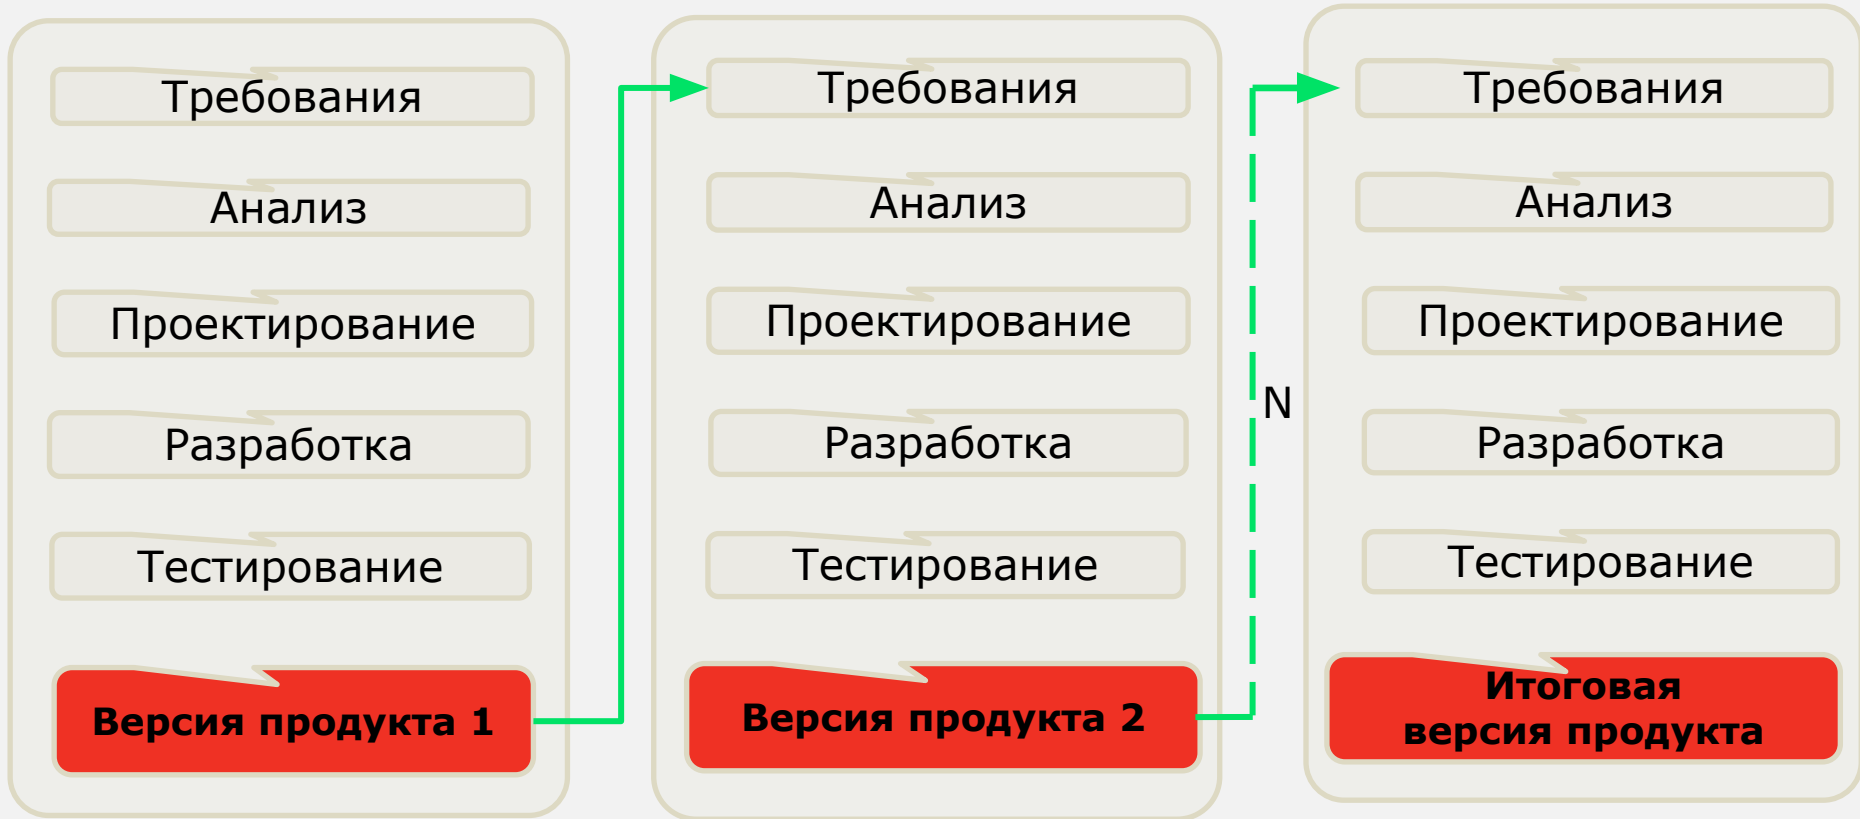 Требования
Анализ
Проектирование
Разработка
Тестирование
Версия продукта 1
Требования
Анализ
Проектирование
Разработка
Тестирование
Версия продукта 2
N
Требования
Анализ
Проектирование
Разработка
Тестирование
Итоговая
версия продукта